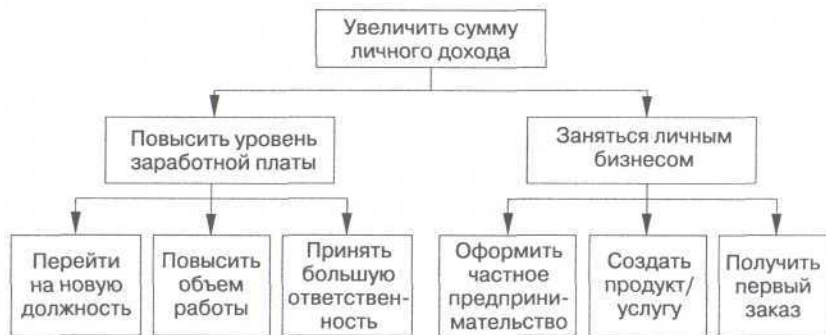 Увеличить сумму
личного дохода
Повысить уровень
заработной платы
Заняться личным
бизнесом
Перейти
на новую
должность
Повысить
объем
работы
Принять
большую
ответствен-
ность
Оформить
частное
предприни-
мательство
Создать
продукт/
услугу
Получить
первый
заказ